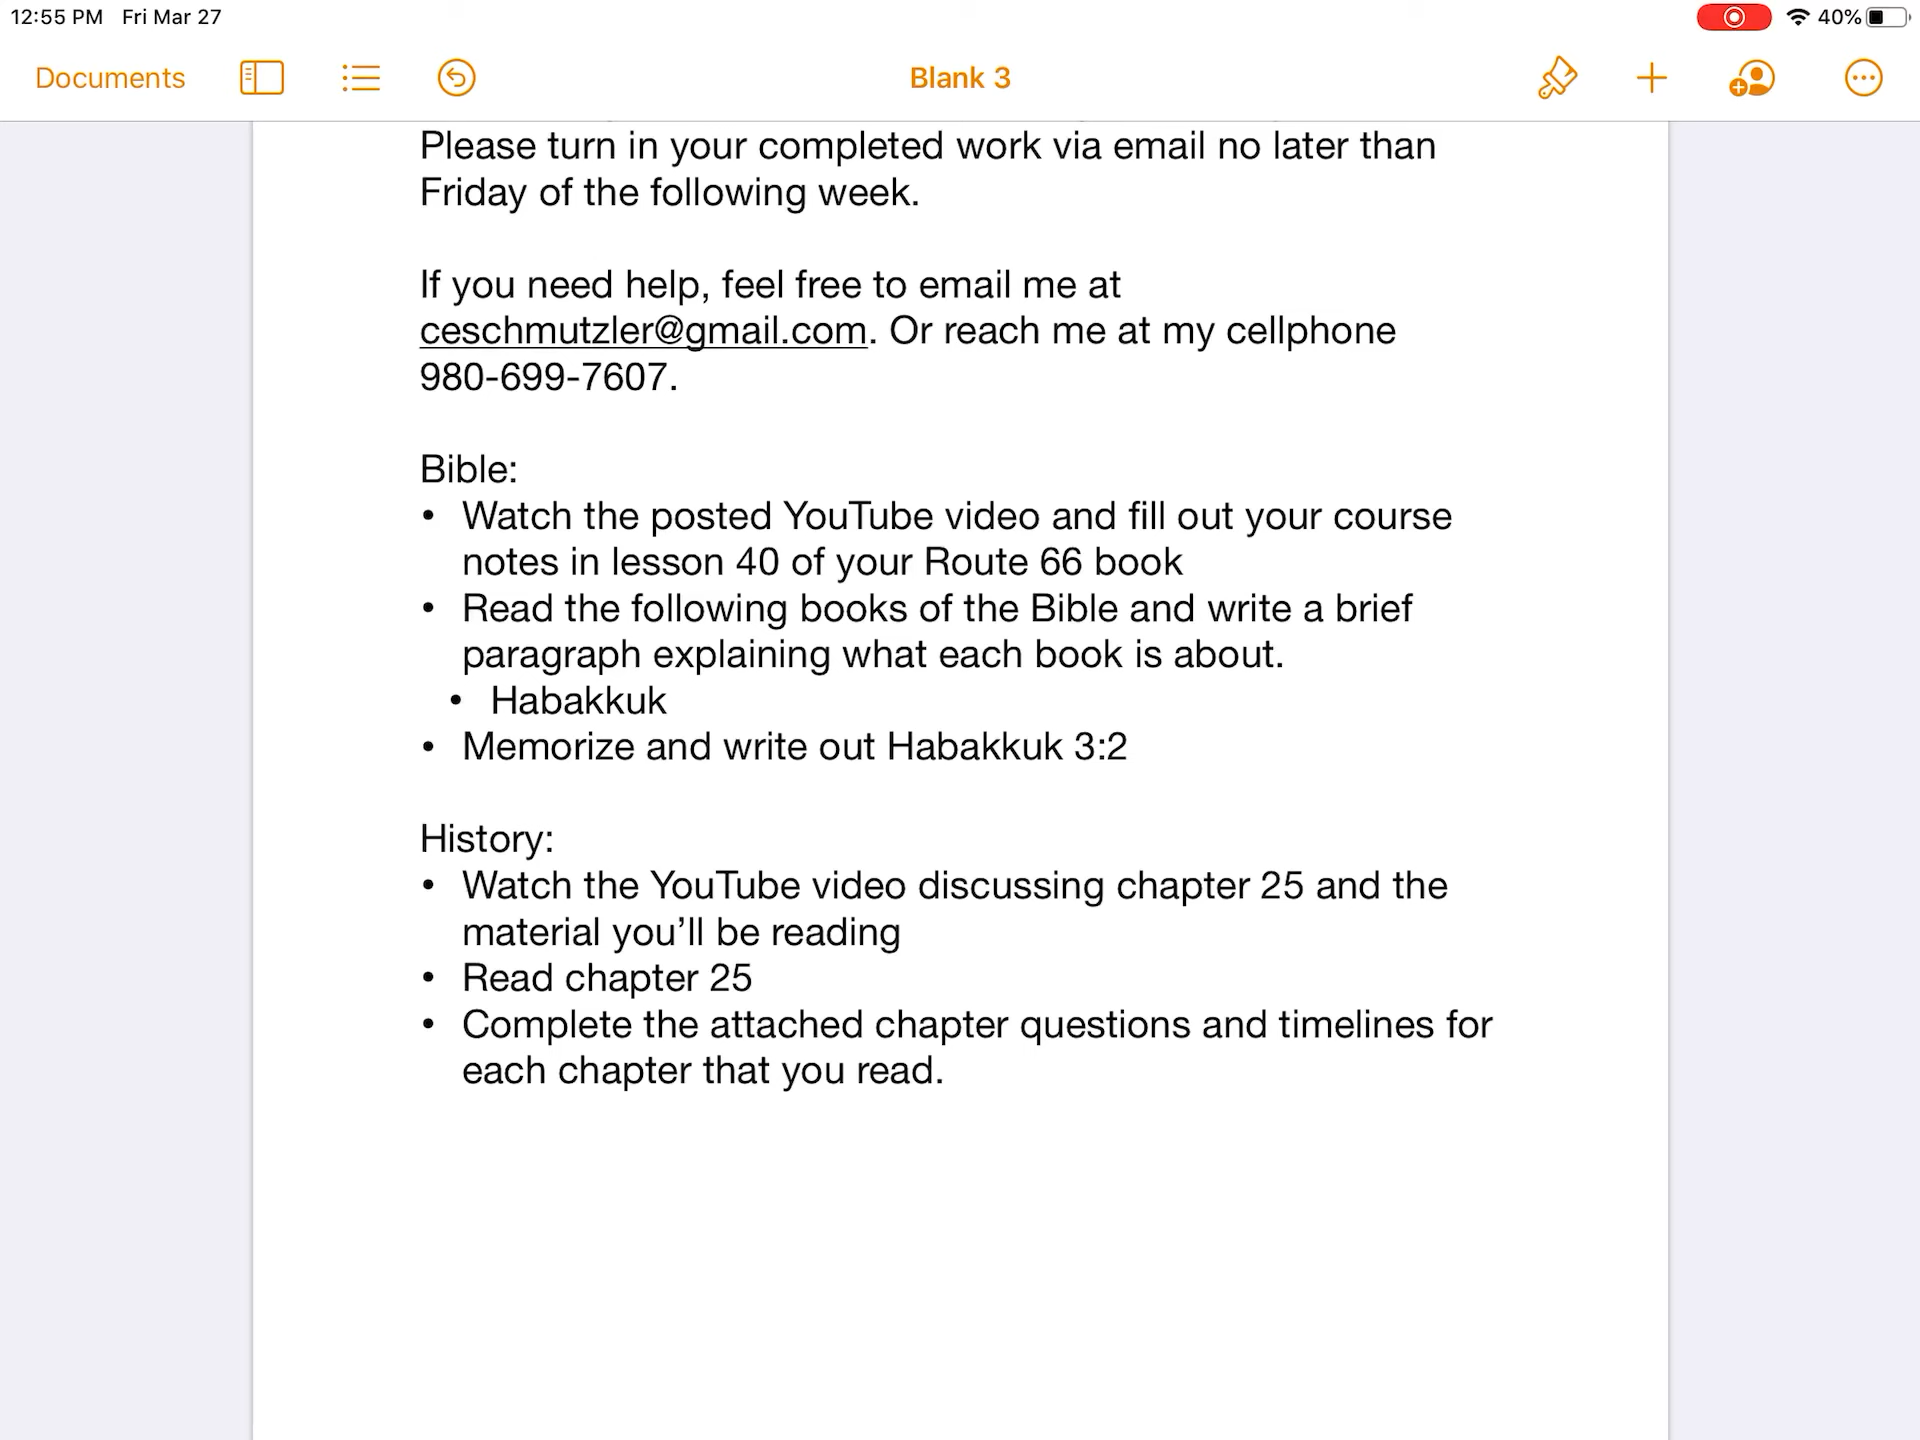 12:55 PM Fri Mar 27
40%
Documents
Blank 3
Please turn in your completed work via email no later than
Friday of the following week.
If you need help, feel free to email me at
ceschmutzler@gmail.com. Or reach me at my cellphone
980-699-7607.
Bible:
• Watch the posted YouTube video and fill out your course
notes in lesson 40 of your Route 66 book
• Read the following books of the Bible and write a brief
paragraph explaining what each book is about.
• Habakkuk
• Memorize and write out Habakkuk 3:2
History:
• Watch the YouTube video discussing chapter 25 and the
material you’ll be reading
• Read chapter 25
• Complete the attached chapter questions and timelines for
each chapter that you read.